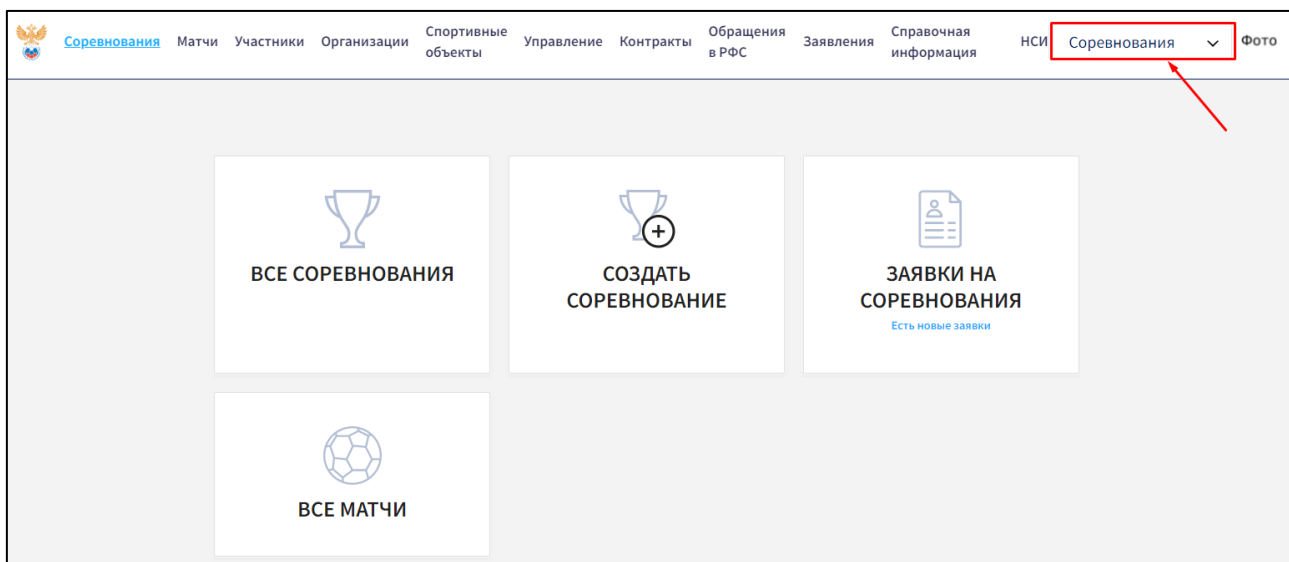 Соревнования Матчи Участники Организации Спортивные объекты Управление Контракты Обращения в РФС Заявления Справочная информация НСИ Соревнования Фото
ВСЕ СОРЕВНОВАНИЯ
СОЗДАТЬ
СОРЕВНОВАНИЕ
ЗАЯВКИ НА
СОРЕВНОВАНИЯ
Есть новые заявки
ВСЕ МАТЧИ